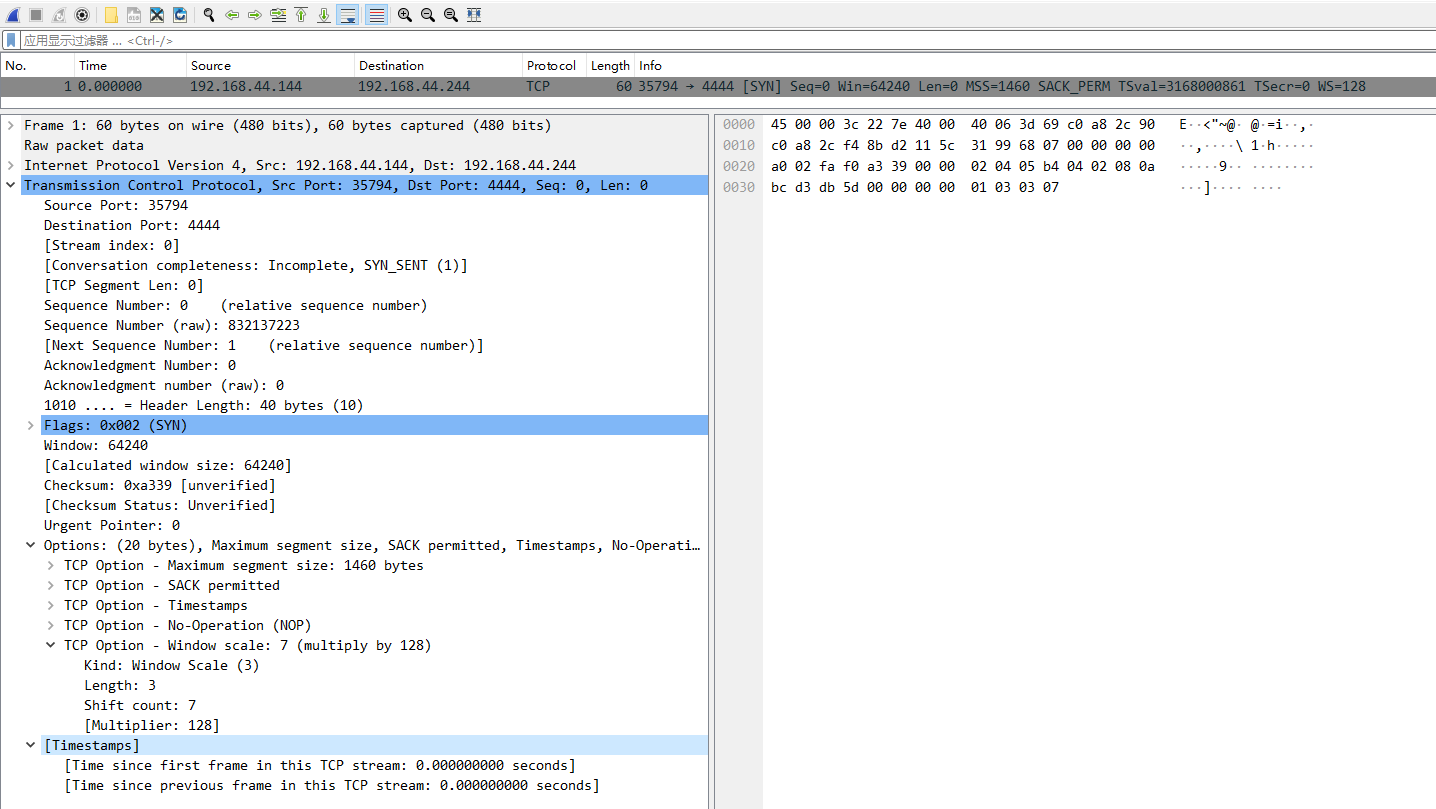 应用显示过滤器 … <Ctrl-/>
No. Time Source Destination Protocol Length Info
1 0.000000 192.168.44.144 192.168.44.244 TCP 60 35794 → 4444 [SYN] Seq=0 Win=64240 Len=0 MSS=1460 SACK_PERM TSval=3168000861 TSecr=0 WS=128
Frame 1: 60 bytes on wire (480 bits), 60 bytes captured (480 bits)
Raw packet data
Internet Protocol Version 4, Src: 192.168.44.144, Dst: 192.168.44.244
Transmission Control Protocol, Src Port: 35794, Dst Port: 4444, Seq: 0, Len: 0
Source Port: 35794
Destination Port: 4444
[Stream index: 0]
[Conversation completeness: Incomplete, SYN_SENT (1)]
[TCP Segment Len: 0]
Sequence Number: 0    (relative sequence number)
Sequence Number (raw): 832137223
[Next Sequence Number: 1    (relative sequence number)]
Acknowledgment Number: 0
Acknowledgment number (raw): 0
1010 .... = Header Length: 40 bytes (10)
Flags: 0x002 (SYN)
Window: 64240
[Calculated window size: 64240]
Checksum: 0xa339 [unverified]
[Checksum Status: Unverified]
Urgent Pointer: 0
Options: (20 bytes), Maximum segment size, SACK permitted, Timestamps, No-Operati…
TCP Option - Maximum segment size: 1460 bytes
TCP Option - SACK permitted
TCP Option - Timestamps
TCP Option - No-Operation (NOP)
TCP Option - Window scale: 7 (multiply by 128)
Kind: Window Scale (3)
Length: 3
Shift count: 7
[Multiplier: 128]
[Timestamps]
[Time since first frame in this TCP stream: 0.000000000 seconds]
[Time since previous frame in this TCP stream: 0.000000000 seconds]
0000 45 00 00 3c 22 7e 40 00 40 06 3d 69 c0 a8 2c 90 E··<"~@· @·=i··,·
0010 c0 a8 2c f4 8b d2 11 5c 31 99 68 07 00 00 00 00 ··,····\ 1·h·····
0020 a0 02 fa f0 a3 39 00 00 02 04 05 b4 04 02 08 0a ·····9·· ········
0030 bc d3 db 5d 00 00 00 00 01 03 03 07 ···]···· ····